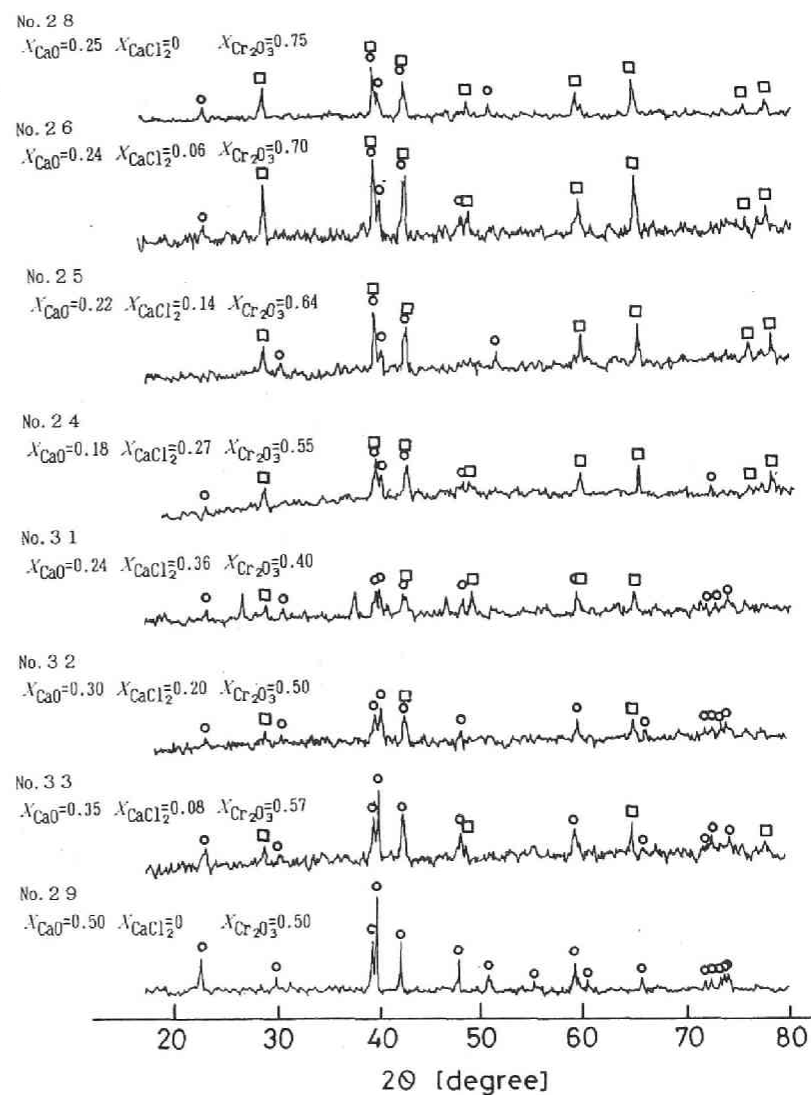 No.28
XCaO=0.25 XCaCl2=0 XCr2O3=0.75
No.26
XCaO=0.24 XCaCl2=0.06 XCr2O3=0.70
No.25
XCaO=0.22 XCaCl2=0.14 XCr2O3=0.64
No.24
XCaO=0.18 XCaCl2=0.27 XCr2O3=0.55
No.31
XCaO=0.24 XCaCl2=0.36 XCr2O3=0.40
No.32
XCaO=0.30 XCaCl2=0.20 XCr2O3=0.50
No.33
XCaO=0.35 XCaCl2=0.08 XCr2O3=0.57
No.29
XCaO=0.50 XCaCl2=0 XCr2O3=0.50
20 30 40 50 60 70 80
2θ [degree]